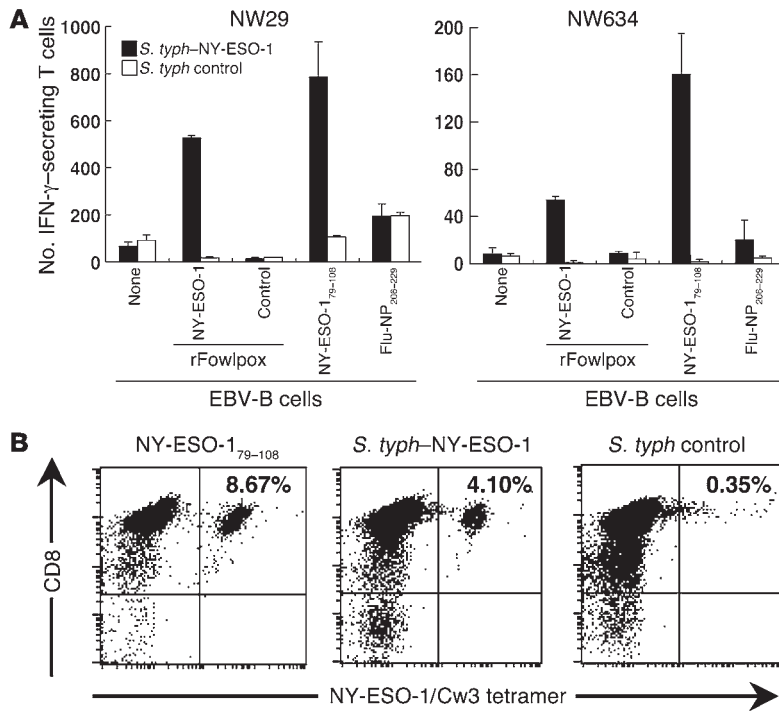 A
NW29
NW634
No. IFN-γ–secreting T cells
1000
800
600
400
200
0
S. typh–NY-ESO-1
S. typh control
200
160
120
80
40
0
None
NY-ESO-1
Control
NY-ESO-1₇₉₋₁₀₈
Flu-NP₂₀₆₋₂₂₉
rFowlpox
EBV-B cells
None
NY-ESO-1
Control
NY-ESO-1₇₉₋₁₀₈
Flu-NP₂₀₆₋₂₂₉
rFowlpox
EBV-B cells
B
NY-ESO-1₇₉₋₁₀₈
S. typh–NY-ESO-1
S. typh control
8.67%
4.10%
0.35%
CD8
NY-ESO-1/Cw3 tetramer